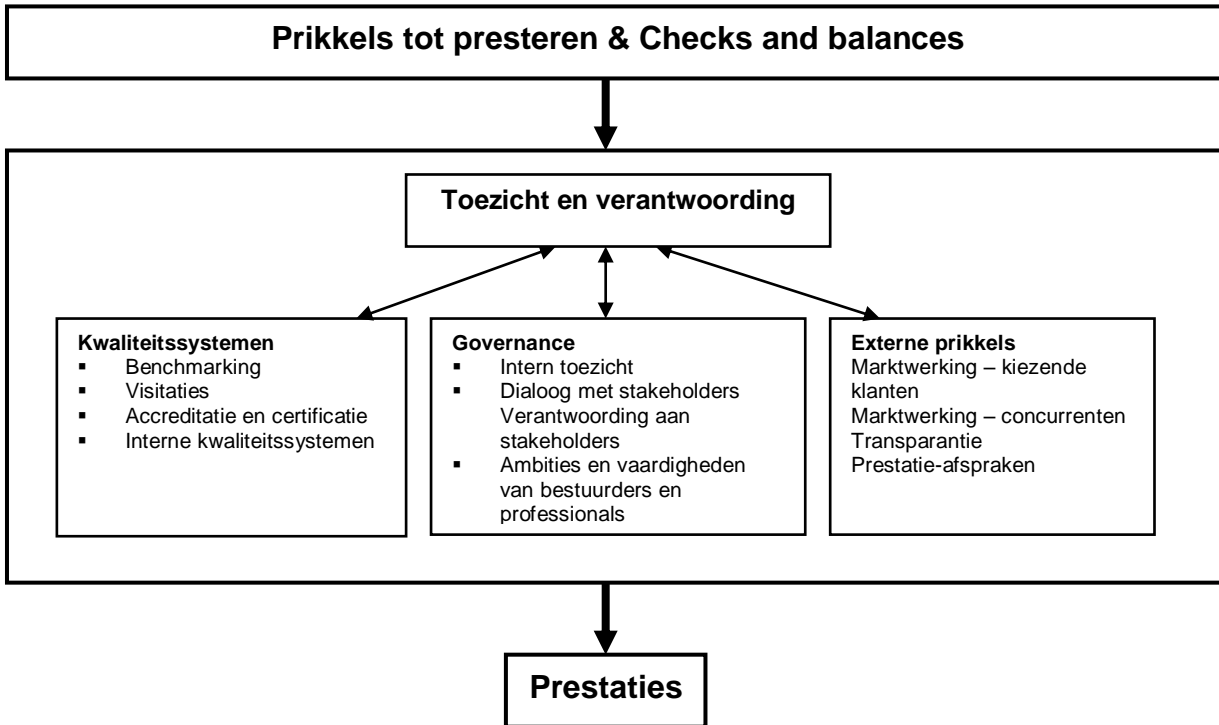 Prikkels tot presteren & Checks and balances
Toezicht en verantwoording
Kwaliteitssystemen
▪ Benchmarking
▪ Visitaties
▪ Accreditatie en certificatie
▪ Interne kwaliteitssystemen
Governance
▪ Intern toezicht
▪ Dialoog met stakeholders
Verantwoording aan
stakeholders
▪ Ambities en vaardigheden
van bestuurders en
professionals
Externe prikkels
Marktwerking – kiezende
klanten
Marktwerking – concurrenten
Transparantie
Prestatie-afspraken
Prestaties